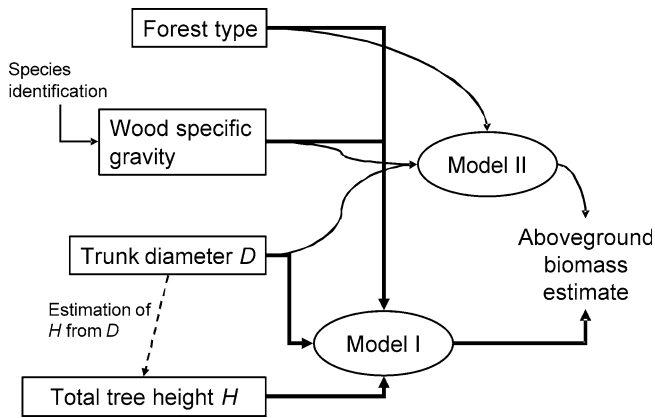 Forest type
Species
identification
Wood specific
gravity
Model II
Trunk diameter D
Aboveground
biomass
estimate
Estimation of
H from D
Model I
Total tree height H